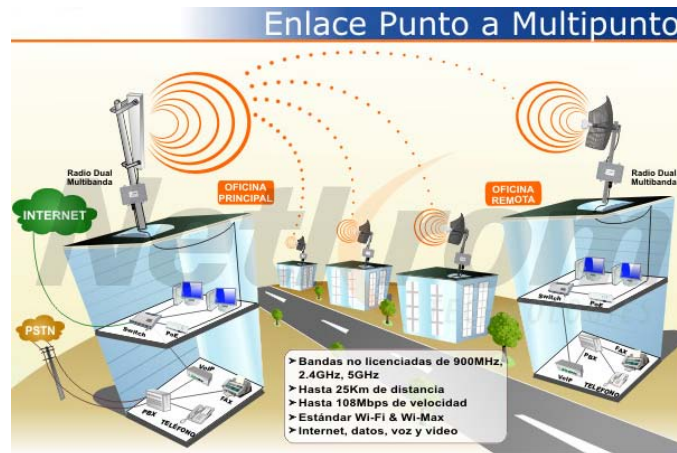 Enlace Punto a Multipunto
Radio Dual
Multibanda
OFICINA
PRINCIPAL
INTERNET
PSTN
Switch
PoE
VoIP
FAX
PBX
TELÉFONO
OFICINA
REMOTA
Radio Dual
Multibanda
Switch
PoE
FAX
PBX
VoIP
TELÉFONO
➤Bandas no licenciadas de 900MHz,
2.4GHz, 5GHz
➤Hasta 25Km de distancia
➤Hasta 108Mbps de velocidad
➤Estándar Wi-Fi & Wi-Max
➤Internet, datos, voz y video